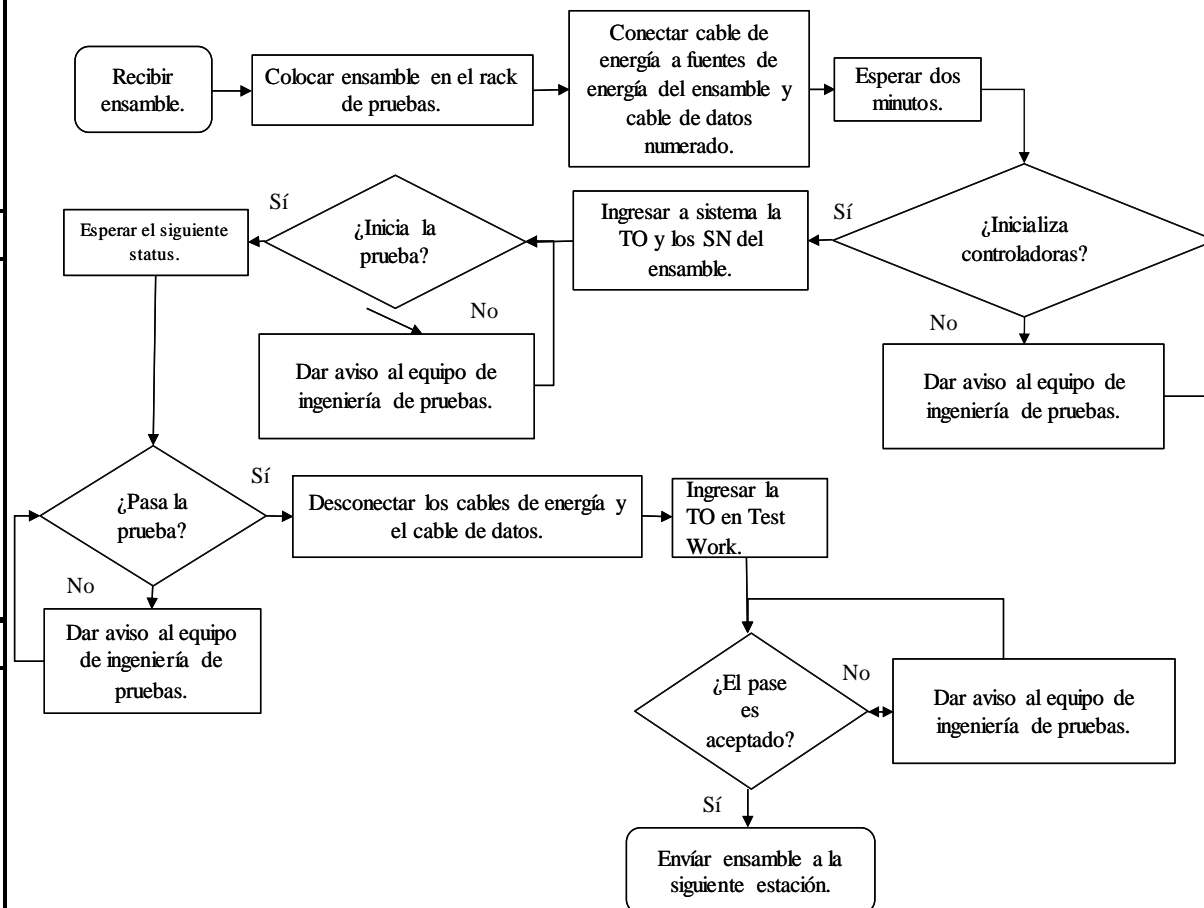 Recibir
ensamble.
Colocar ensamble en el rack
de pruebas.
Conectar cable de
energía a fuentes de
energía del ensamble y
cable de datos
numerado.
Esperar dos
minutos.
¿Inicializa
controladoras?
Sí
No
Dar aviso al equipo de
ingeniería de pruebas.
Ingresar a sistema la
TO y los SN del
ensamble.
¿Inicia la
prueba?
Sí
No
Dar aviso al equipo de
ingeniería de pruebas.
Esperar el siguiente
status.
¿Pasa la
prueba?
Sí
No
Dar aviso al equipo
de ingeniería de
pruebas.
Desconectar los cables de energía y
el cable de datos.
Ingresar la
TO en Test
Work.
¿El pase
es
aceptado?
No
Dar aviso al equipo de
ingeniería de pruebas.
Sí
Envíar ensamble a la
siguiente estación.